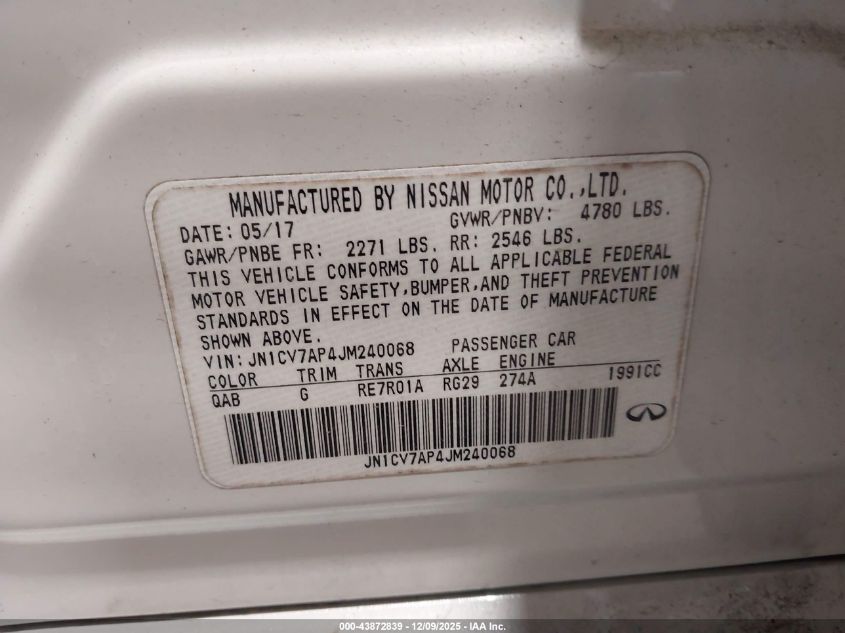 MANUFACTURED BY NISSAN MOTOR CO.,LTD.
DATE: 05/17 GVWR/PNBV: 4780 LBS.
GAWR/PNBE FR: 2271 LBS. RR: 2546 LBS.
THIS VEHICLE CONFORMS TO ALL APPLICABLE FEDERAL
MOTOR VEHICLE SAFETY,BUMPER,AND THEFT PREVENTION
STANDARDS IN EFFECT ON THE DATE OF MANUFACTURE
SHOWN ABOVE.
VIN: JN1CV7AP4JM240068 PASSENGER CAR
COLOR TRIM TRANS AXLE ENGINE
QAB G RE7R01A RG29 274A 1991CC
JN1CV7AP4JM240068
000-43872839 - 12/09/2025 - IAA Inc.